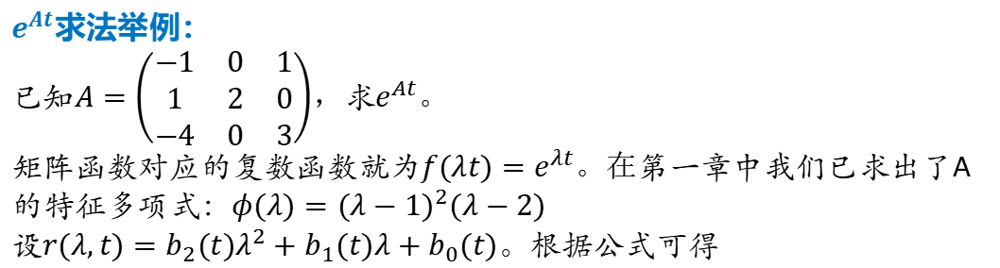 $e^{At}$求法举例：
已知$A = \begin{pmatrix} -1 & 0 & 1 \\ 1 & 2 & 0 \\ -4 & 0 & 3 \end{pmatrix}$，求$e^{At}$。
矩阵函数对应的复数函数就为$f(\lambda t) = e^{\lambda t}$。在第一章中我们已求出了A
的特征多项式：$\phi(\lambda) = (\lambda - 1)^2(\lambda - 2)$
设$r(\lambda, t) = b_2(t)\lambda^2 + b_1(t)\lambda + b_0(t)$。根据公式可得